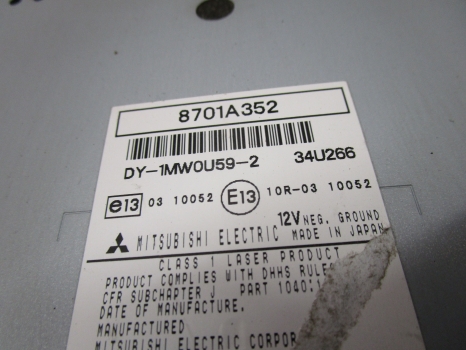 8701A352
DY-1MW0U59-2 34U266
e13 03 10052 E13 10R-03 10052
12V NEG. GROUND
MITSUBISHI ELECTRIC MADE IN JAPAN
CLASS 1 LASER PRODUCT
PRODUCT COMPLIES WITH DHHS RULES
CFR SUBCHAPTER J PART 1040:1
DATE OF MANUFACTURE.
MANUFACTURED
MITSUBISHI ELECTRIC CORPOR